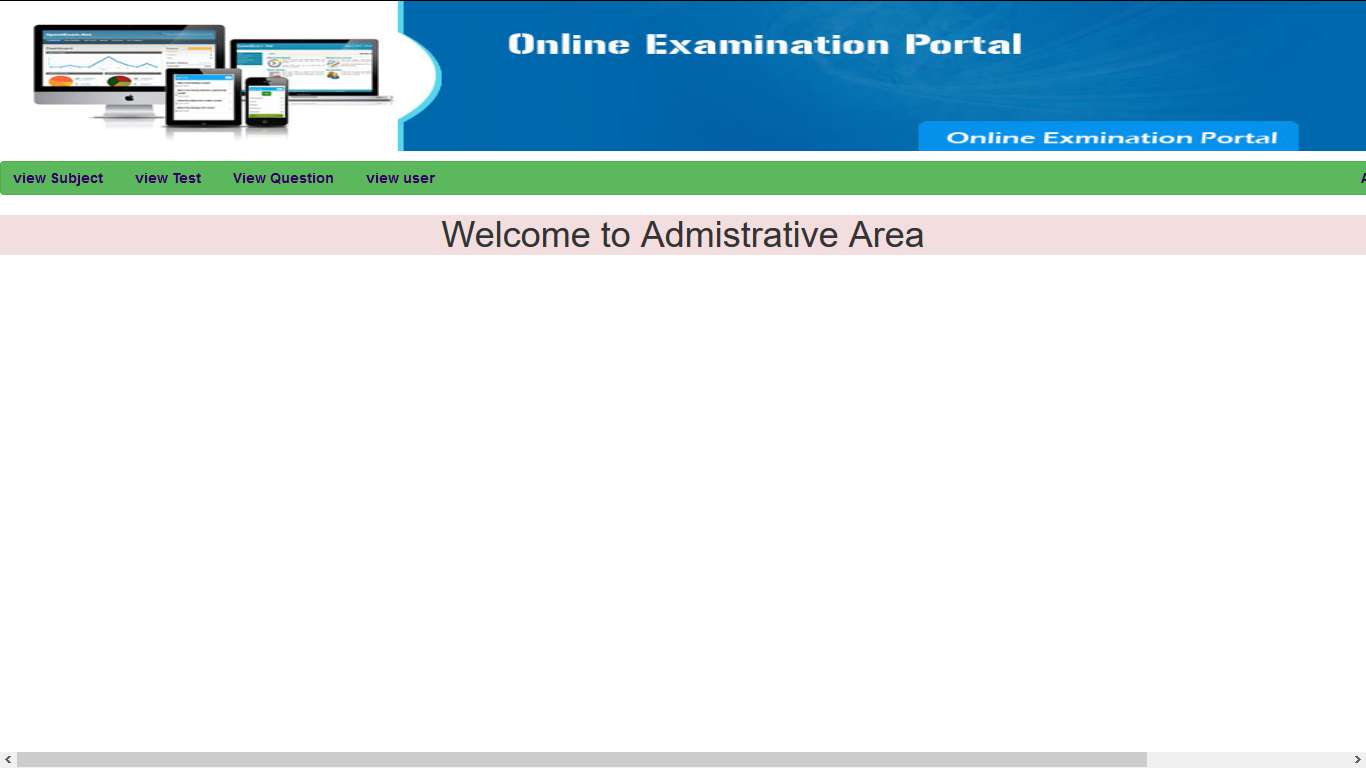 Online Examination Portal
Online Exmination Portal
view Subject view Test View Question view user
Welcome to Admistrative Area